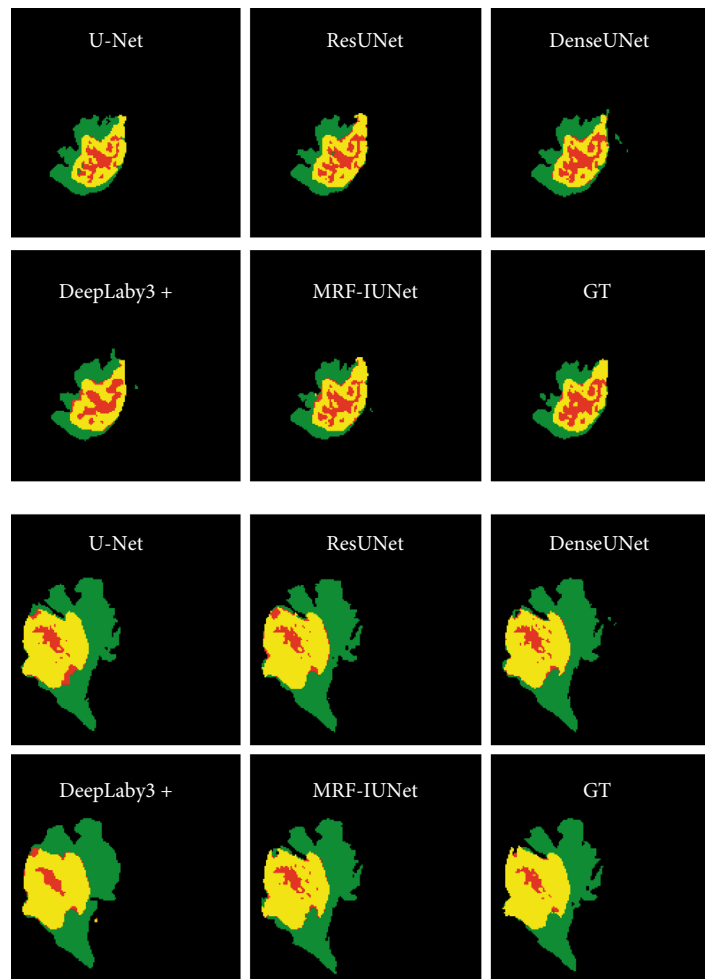 U-Net
ResUNet
DenseUNet
DeepLaby3 +
MRF-IUNet
GT
U-Net
ResUNet
DenseUNet
DeepLaby3 +
MRF-IUNet
GT